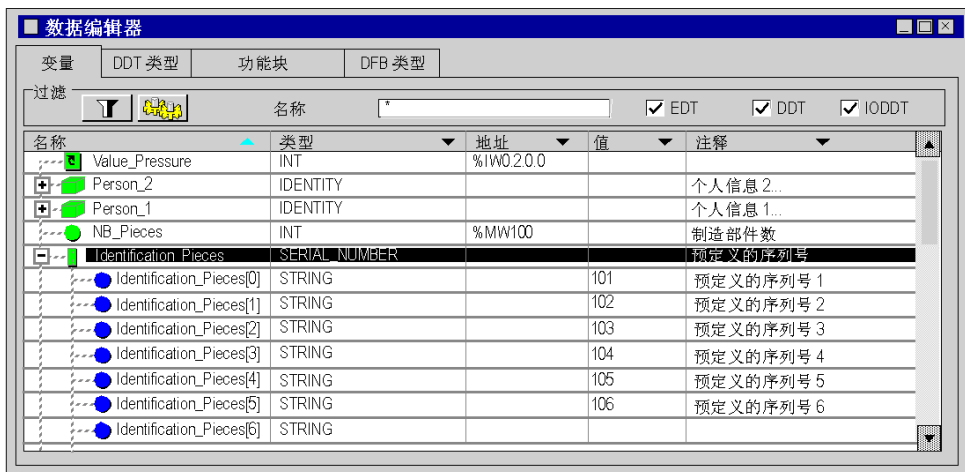 数据编辑器
变量 DDT 类型 功能块 DFB 类型
过滤
名称 * EDT DDT IODDT
名称 类型 地址 值 注释
Value_Pressure INT %IW0.2.0.0
Person_2 IDENTITY 个人信息 2...
Person_1 IDENTITY 个人信息 1...
NB_Pieces INT %MW100 制造部件数
Identification_Pieces SERIAL_NUMBER 预定义的序列号
Identification_Pieces[0] STRING 101 预定义的序列号 1
Identification_Pieces[1] STRING 102 预定义的序列号 2
Identification_Pieces[2] STRING 103 预定义的序列号 3
Identification_Pieces[3] STRING 104 预定义的序列号 4
Identification_Pieces[4] STRING 105 预定义的序列号 5
Identification_Pieces[5] STRING 106 预定义的序列号 6
Identification_Pieces[6] STRING